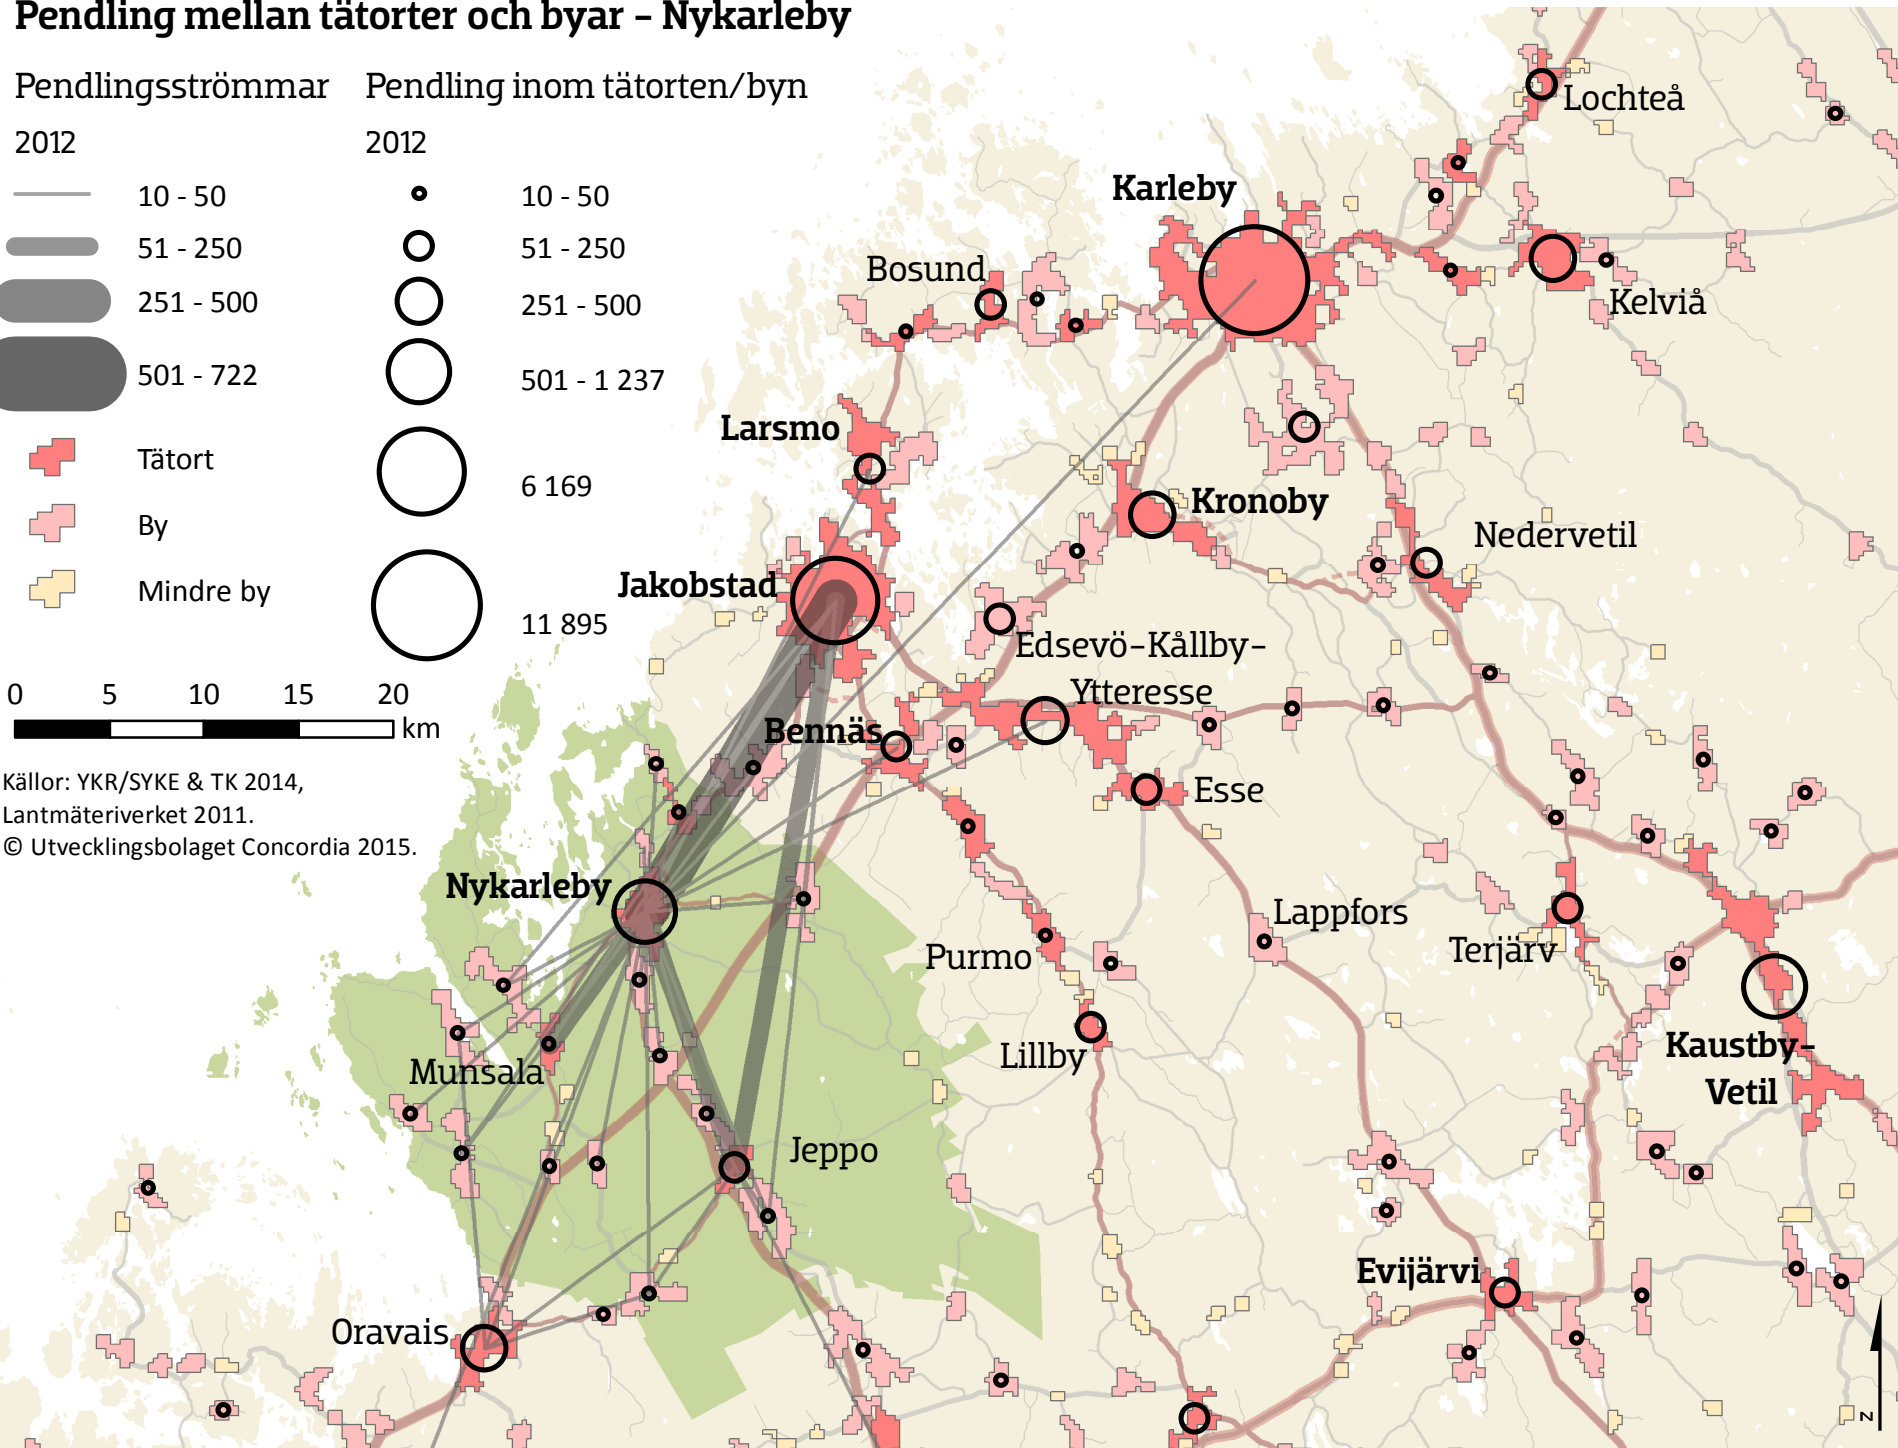 Pendling mellan tätorter och byar – Nykarleby
Pendlingsströmmar
2012
10 - 50
51 - 250
251 - 500
501 - 722
Tätort
By
Mindre by
Pendling inom tätorten/byn
2012
10 - 50
51 - 250
251 - 500
501 - 1 237
6 169
11 895
0 5 10 15 20
km
Källor: YKR/SYKE & TK 2014,
Lantmäteriverket 2011.
© Utvecklingsbolaget Concordia 2015.
Lochteå
Karleby
Bosund
Kelviå
Larsmo
Kronoby
Nedervetil
Jakobstad
Edsevö-Kållby-
Ytteresse
Bennäs
Esse
Nykarleby
Lappfors
Purmo
Terjärv
Lillby
Kaustby-
Vetil
Munsala
Jeppo
Evijärvi
Oravais
N